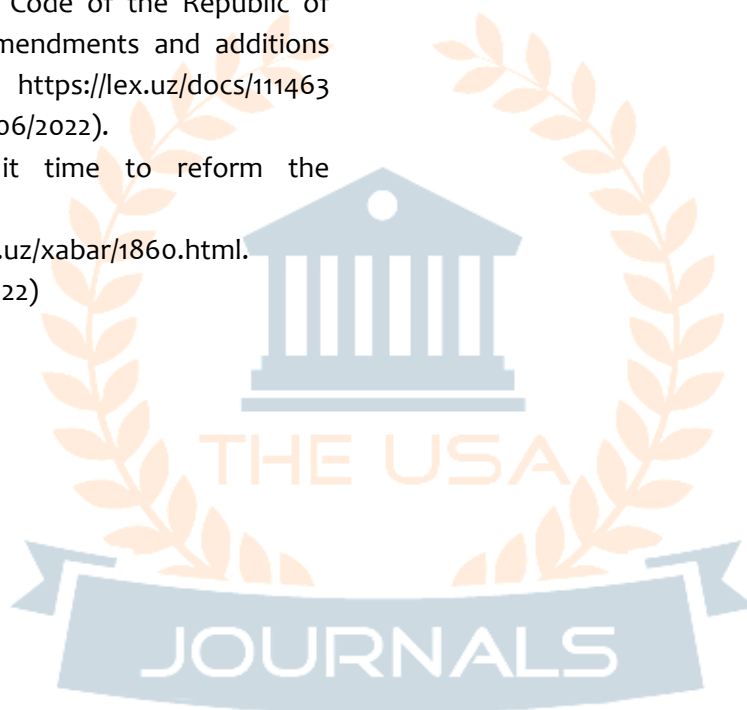 Code of the Republic of
mendments and additions
https://lex.uz/docs/111463
06/2022).
it time to reform the
.uz/xabar/1860.html.
22)
THE USA
JOURNALS